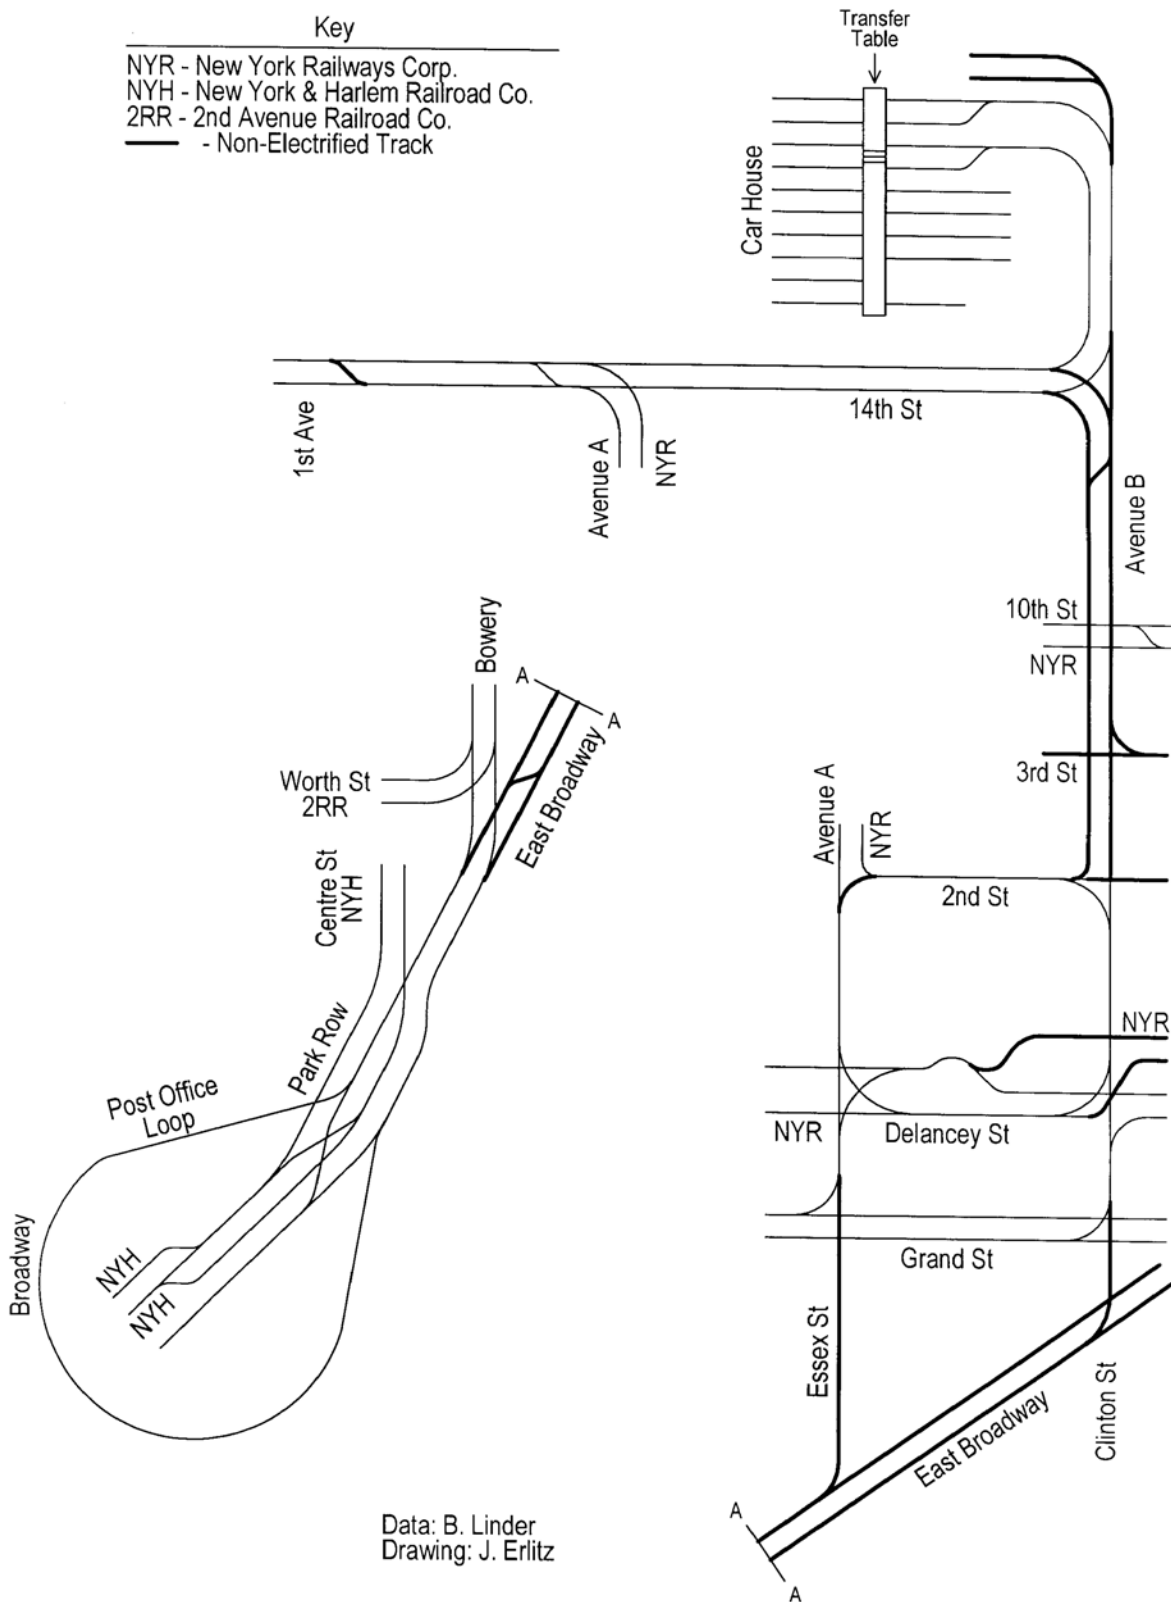 Key
NYR - New York Railways Corp.
NYH - New York & Harlem Railroad Co.
2RR - 2nd Avenue Railroad Co.
- Non-Electrified Track
Transfer
Table
Car House
1st Ave
Avenue A
NYR
14th St
Avenue B
10th St
NYR
3rd St
Bowery
A
A
East Broadway
Worth St
2RR
Centre St
NYH
Park Row
Post Office
Loop
Broadway
NYH
NYH
Avenue A
NYR
2nd St
NYR
NYR
Delancey St
Grand St
Essex St
East Broadway
Clinton St
A
A
Data: B. Linder
Drawing: J. Erlitz